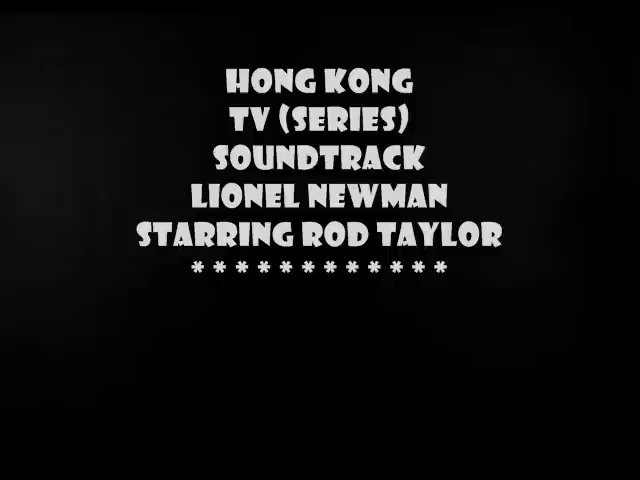 HONG KONG
TV (SERIES)
SOUNDTRACK
LIONEL NEWMAN
STARRING ROD TAYLOR
* * * * * * * * * * * *